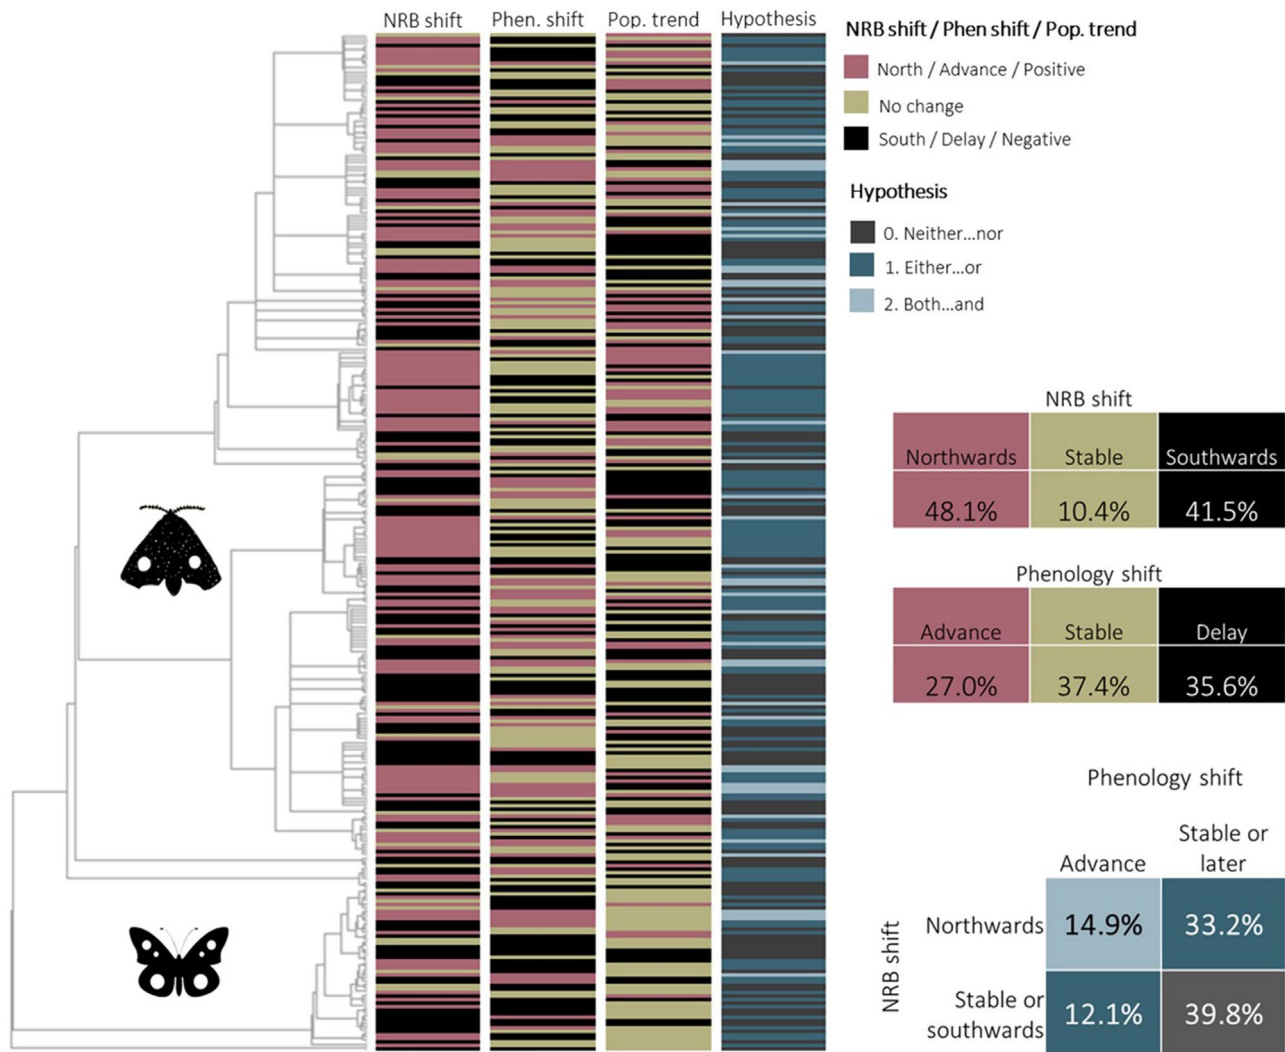 NRB shift Phen. shift Pop. trend Hypothesis
NRB shift / Phen shift / Pop. trend
North / Advance / Positive
No change
South / Delay / Negative
Hypothesis
0. Neither...nor
1. Either...or
2. Both...and
NRB shift
Northwards Stable Southwards
48.1% 10.4% 41.5%
Phenology shift
Advance Stable Delay
27.0% 37.4% 35.6%
Phenology shift
Advance
Stable or
later
NRB shift
Northwards 14.9% 33.2%
Stable or
southwards
12.1% 39.8%